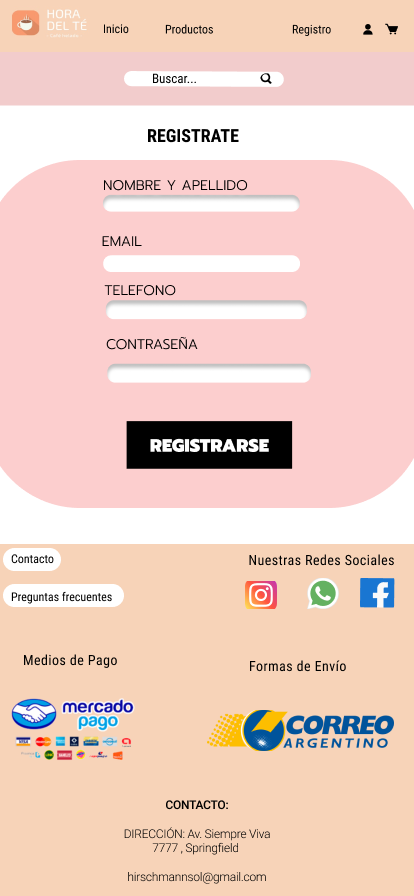 HORA
DEL TÉ
Inicio
Productos
Registro
Buscar...
REGISTRATE
NOMBRE Y APELLIDO
EMAIL
TELEFONO
CONTRASEÑA
REGISTRARSE
Contacto
Nuestras Redes Sociales
Preguntas frecuentes
Medios de Pago
Formas de Envío
mercado
pago
VISA
CORREO
ARGENTINO
CONTACTO:
DIRECCIÓN: Av. Siempre Viva
7777 , Springfield
hirschmannsol@gmail.com